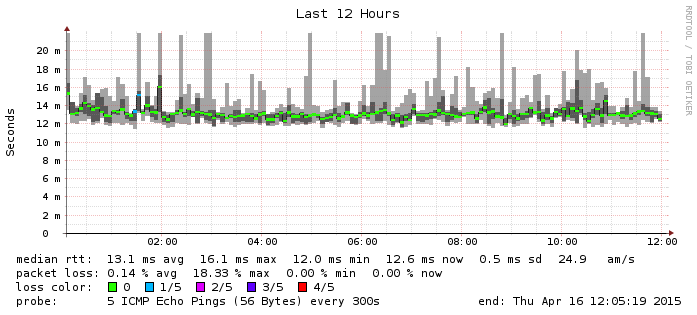 Last 12 Hours
RRDTOOL / TOBI OETIKER
Seconds
20 m
18 m
16 m
14 m
12 m
10 m
8 m
6 m
4 m
2 m
0
02:00 04:00 06:00 08:00 10:00 12:00
median rtt: 13.1 ms avg 16.1 ms max 12.0 ms min 12.6 ms now 0.5 ms sd 24.9 am/s
packet loss: 0.14 % avg 18.33 % max 0.00 % min 0.00 % now
loss color: 0 1/5 2/5 3/5 4/5
probe: 5 ICMP Echo Pings (56 Bytes) every 300s end: Thu Apr 16 12:05:19 2015